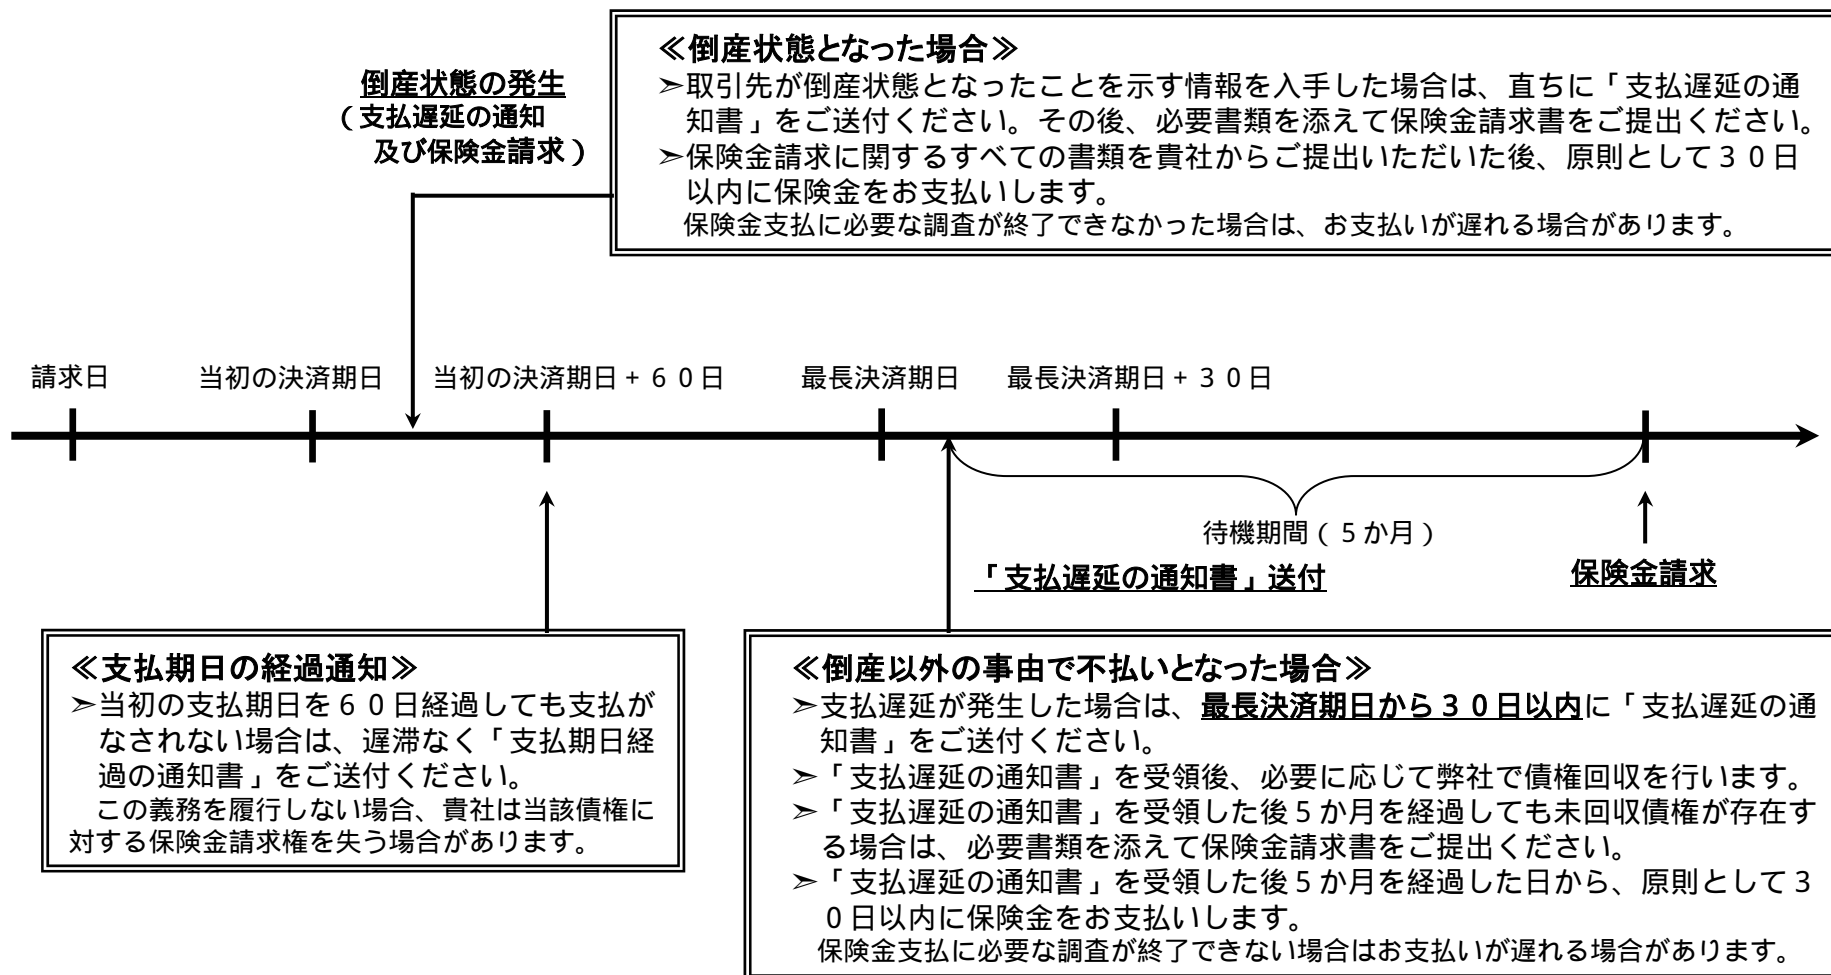 ≪倒産状態となった場合≫
➣取引先が倒産状態となったことを示す情報を入手した場合は、直ちに「支払遅延の通
知書」をご送付ください。その後、必要書類を添えて保険金請求書をご提出ください。
➣保険金請求に関するすべての書類を貴社からご提出いただいた後、原則として３０日
以内に保険金をお支払いします。
保険金支払に必要な調査が終了できなかった場合は、お支払いが遅れる場合があります。
倒産状態の発生
（支払遅延の通知
及び保険金請求）
請求日
当初の決済期日
当初の決済期日＋６０日
最長決済期日
最長決済期日＋３０日
待機期間（５か月）
「支払遅延の通知書」送付
保険金請求
≪支払期日の経過通知≫
➣当初の支払期日を６０日経過しても支払が
なされない場合は、遅滞なく「支払期日経
過の通知書」をご送付ください。
この義務を履行しない場合、貴社は当該債権に
対する保険金請求権を失う場合があります。
≪倒産以外の事由で不払いとなった場合≫
➣支払遅延が発生した場合は、最長決済期日から３０日以内に「支払遅延の通
知書」をご送付ください。
➣「支払遅延の通知書」を受領後、必要に応じて弊社で債権回収を行います。
➣「支払遅延の通知書」を受領した後５か月を経過しても未回収債権が存在す
る場合は、必要書類を添えて保険金請求書をご提出ください。
➣「支払遅延の通知書」を受領した後５か月を経過した日から、原則として３
０日以内に保険金をお支払いします。
保険金支払に必要な調査が終了できない場合はお支払いが遅れる場合があります。